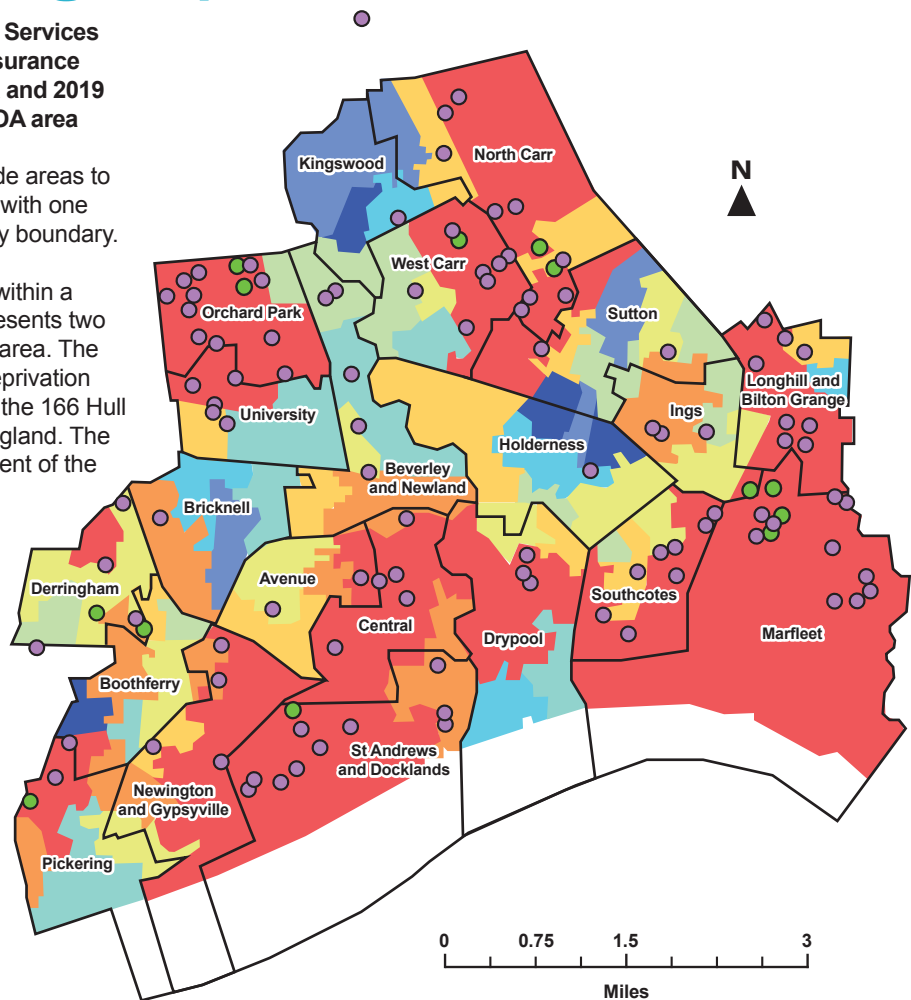 Services
surance
and 2019
DA area
de areas to
with one
y boundary.
within a
esents two
area. The
eprivation
the 166 Hull
gland. The
ent of the
N
Kingswood
North Carr
West Carr
Orchard Park
Sutton
University
Longhill and
Bilton Grange
Ings
Holderness
Beverley
and Newland
Bricknell
Avenue
Derringham
Central
Southcotes
Drypool
Marfleet
Boothferry
St Andrews
and Docklands
Newington
and Gypsyville
Pickering
0 0.75 1.5 3
Miles